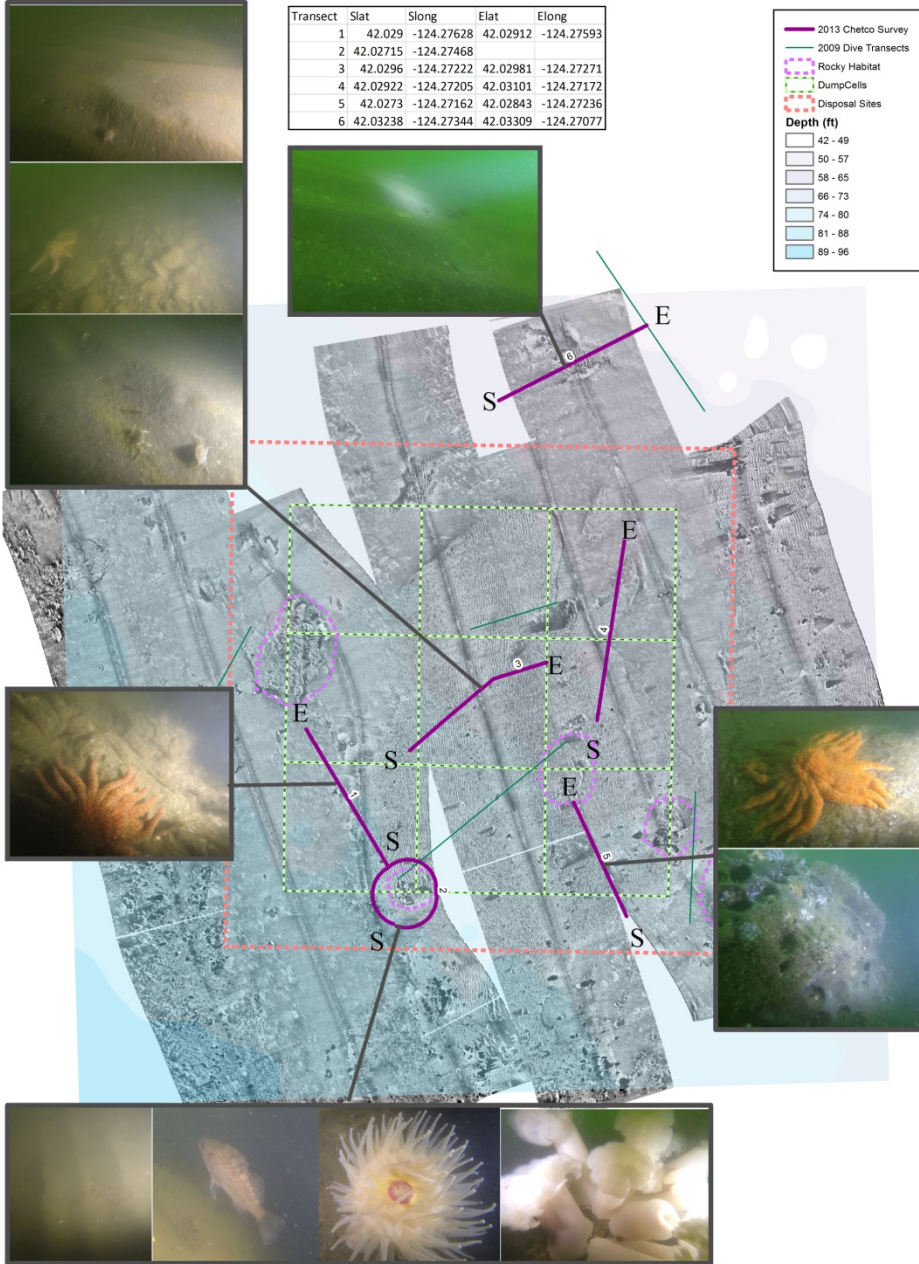 Transect Slat Slong Elat Elong
1 42.029 -124.27628 42.02912 -124.27593
2 42.02715 -124.27468
3 42.0296 -124.27222 42.02981 -124.27271
4 42.02922 -124.27205 42.03101 -124.27172
5 42.0273 -124.27162 42.02843 -124.27236
6 42.03238 -124.27344 42.03309 -124.27077
2013 Chetco Survey
2009 Dive Transects
Rocky Habitat
DumpCells
Disposal Sites
Depth (ft)
42 - 49
50 - 57
58 - 65
66 - 73
74 - 80
81 - 88
89 - 96
E
6
S
E
4
S
3
E
S
E
1
S
2
S
E
5
S